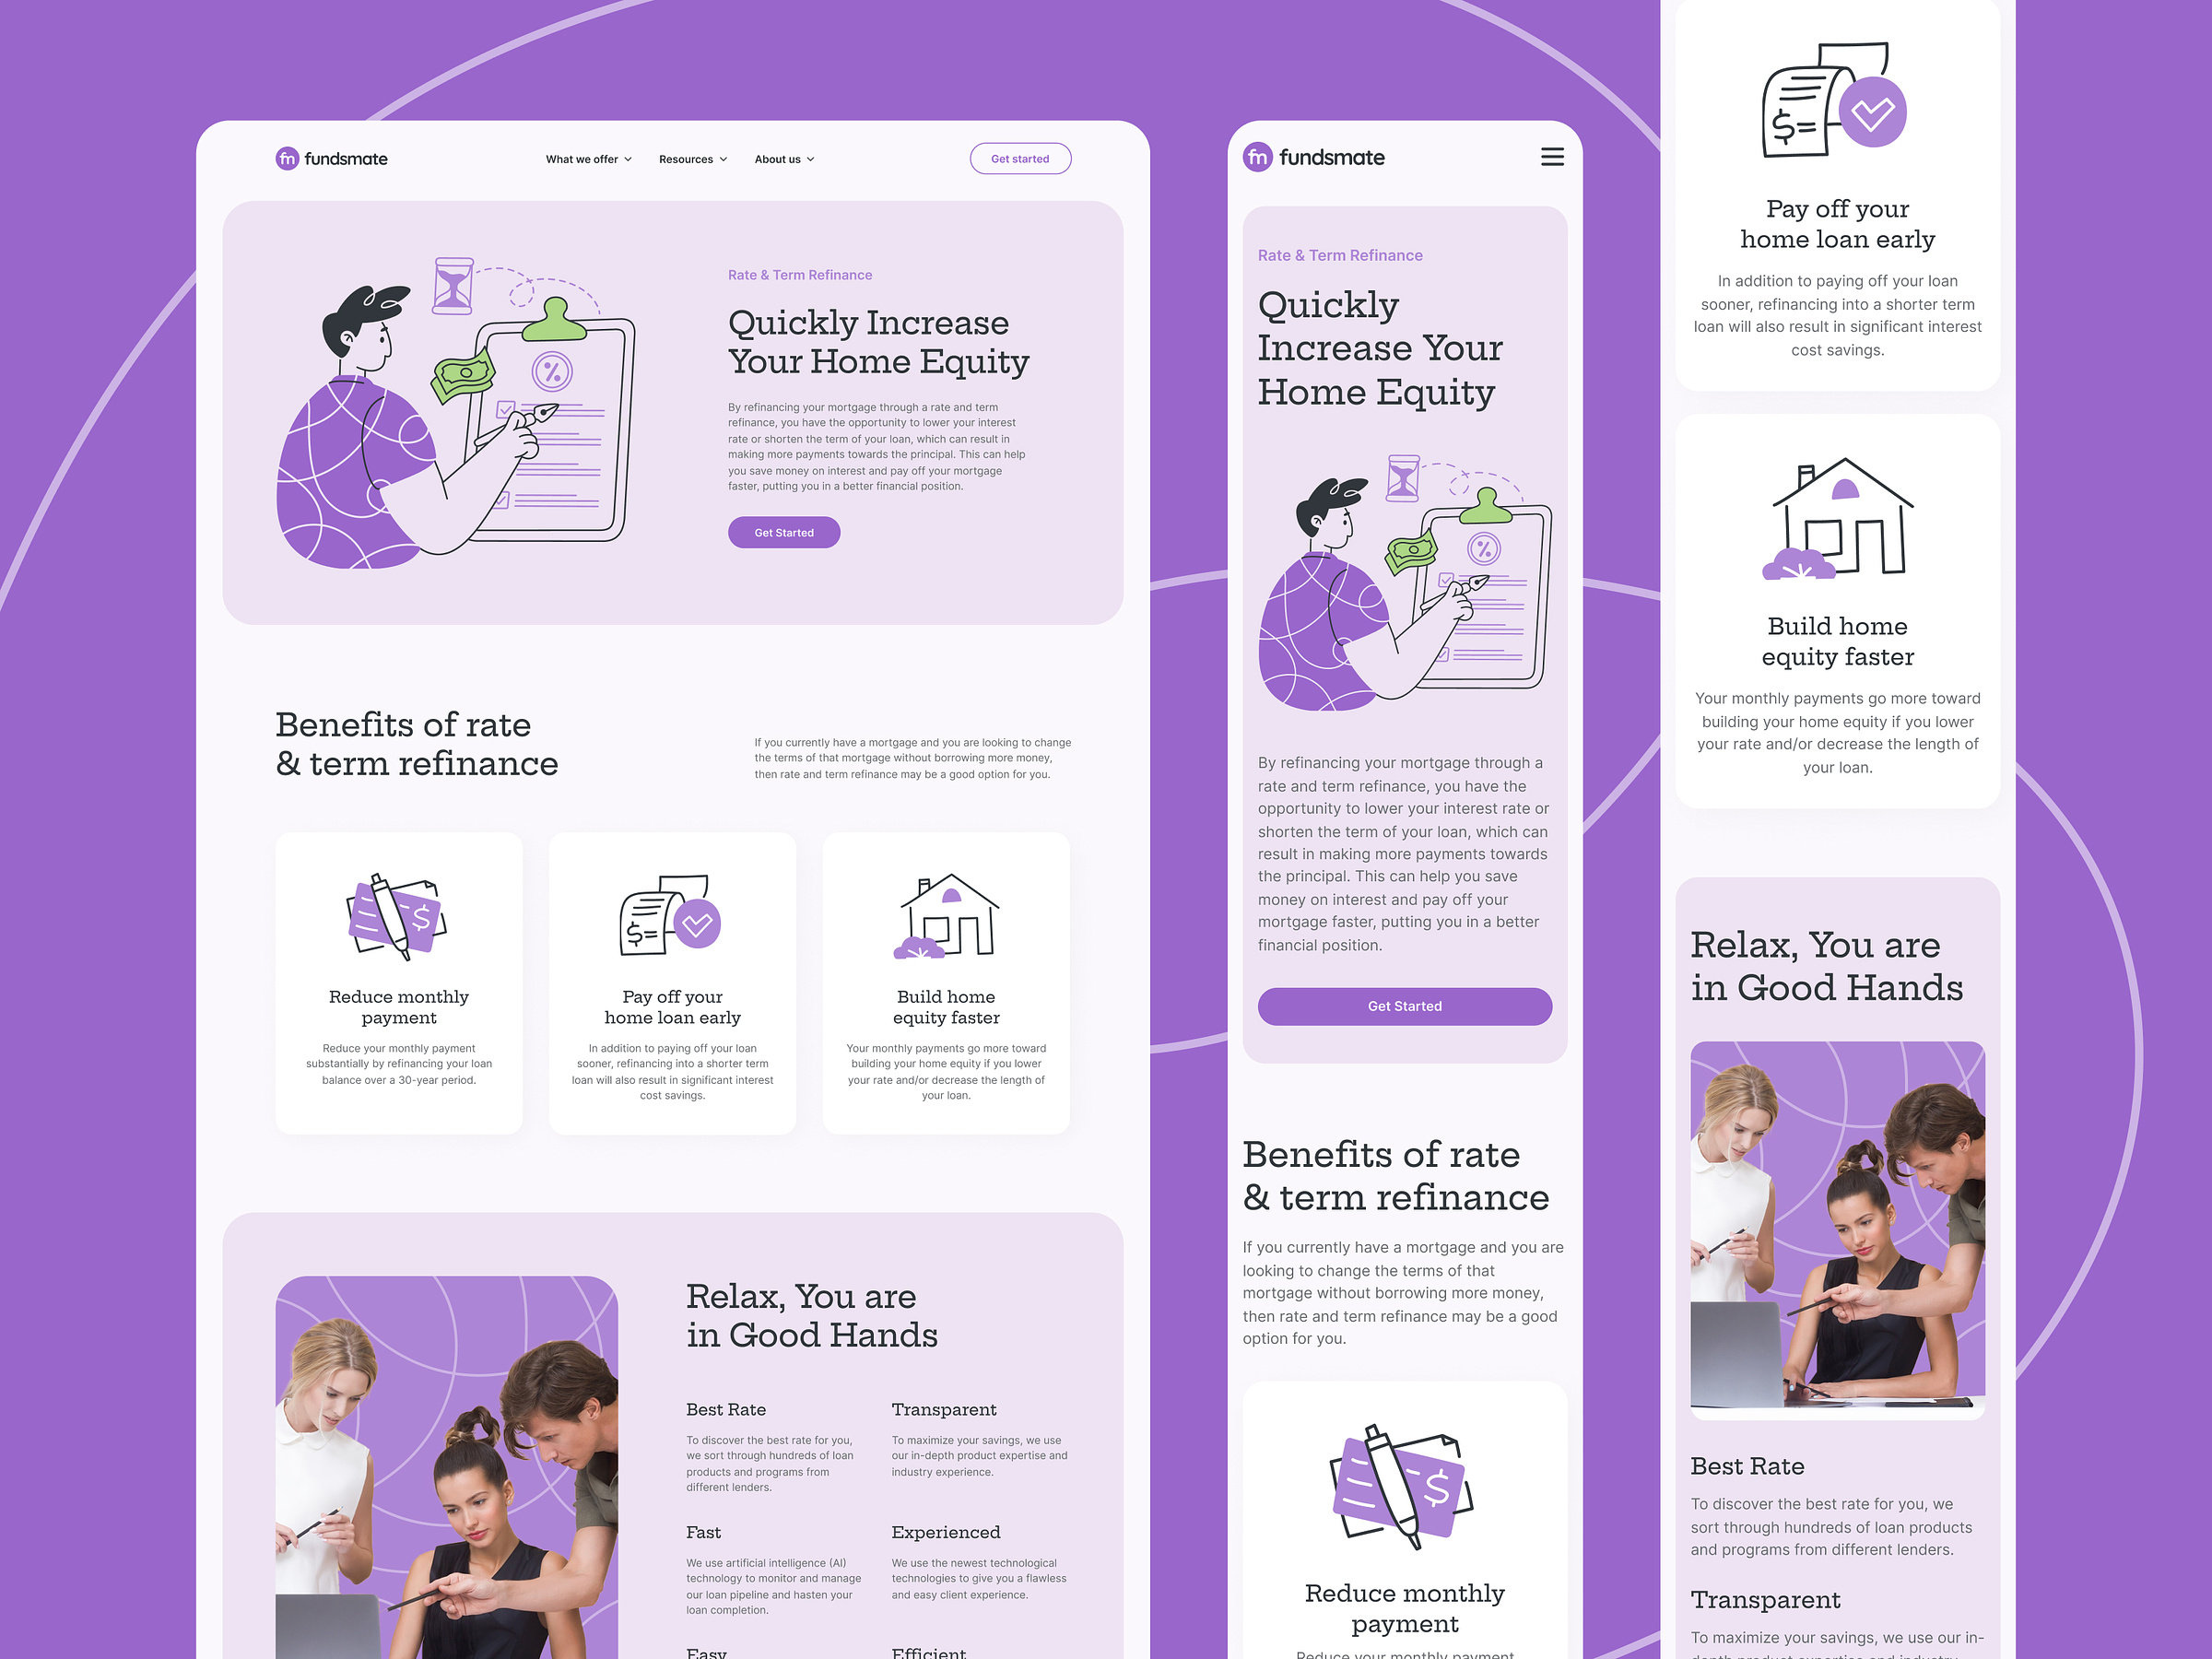 fn fundsmate
What we offer
Resources
About us
Get started
Rate & Term Refinance
Quickly Increase
Your Home Equity
By refinancing your mortgage through a rate and term
refinance, you have the opportunity to lower your interest
rate or shorten the term of your loan, which can result in
making more payments towards the principal. This can help
you save money on interest and pay off your mortgage
faster, putting you in a better financial position.
Get Started
%
Benefits of rate
& term refinance
If you currently have a mortgage and you are looking to change
the terms of that mortgage without borrowing more money,
then rate and term refinance may be a good option for you.
$
Reduce monthly
payment
Reduce your monthly payment
substantially by refinancing your loan
balance over a 30-year period.
$=
Pay off your
home loan early
In addition to paying off your loan
sooner, refinancing into a shorter term
loan will also result in significant interest
cost savings.
Build home
equity faster
Your monthly payments go more toward
building your home equity if you lower
your rate and/or decrease the length of
your loan.
Relax, You are
in Good Hands
Best Rate
To discover the best rate for you,
we sort through hundreds of loan
products and programs from
different lenders.
Transparent
To maximize your savings, we use
our in-depth product expertise and
industry experience.
Fast
We use artificial intelligence (AI)
technology to monitor and manage
our loan pipeline and hasten your
loan completion.
Experienced
We use the newest technological
technologies to give you a flawless
and easy client experience.
Easy
Efficient
fn fundsmate
Rate & Term Refinance
Quickly
Increase Your
Home Equity
%
By refinancing your mortgage through a
rate and term refinance, you have the
opportunity to lower your interest rate or
shorten the term of your loan, which can
result in making more payments towards
the principal. This can help you save
money on interest and pay off your
mortgage faster, putting you in a better
financial position.
Get Started
Benefits of rate
& term refinance
If you currently have a mortgage and you are
looking to change the terms of that
mortgage without borrowing more money,
then rate and term refinance may be a good
option for you.
$
Reduce monthly
payment
Reduce your monthly payment
$=
Pay off your
home loan early
In addition to paying off your loan
sooner, refinancing into a shorter term
loan will also result in significant interest
cost savings.
Build home
equity faster
Your monthly payments go more toward
building your home equity if you lower
your rate and/or decrease the length of
your loan.
Relax, You are
in Good Hands
Best Rate
To discover the best rate for you, we
sort through hundreds of loan products
and programs from different lenders.
Transparent
To maximize your savings, we use our in-
depth product expertise and industry